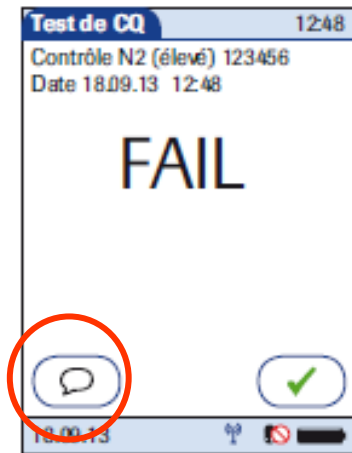 Test de CQ 12:48
Contrôle N2 (élevé) 123456
Date 18.09.13 12:48
FAIL
18.09.13